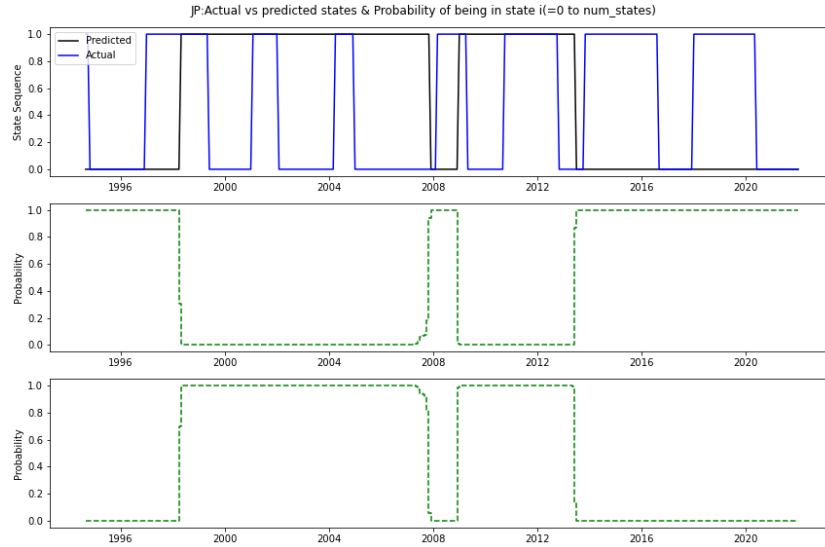 JP:Actual vs predicted states & Probability of being in state i(=0 to num_states)
Predicted
Actual
State Sequence
1.0
0.8
0.6
0.4
0.2
0.0
1996 2000 2004 2008 2012 2016 2020
Probability
1.0
0.8
0.6
0.4
0.2
0.0
1996 2000 2004 2008 2012 2016 2020
Probability
1.0
0.8
0.6
0.4
0.2
0.0
1996 2000 2004 2008 2012 2016 2020